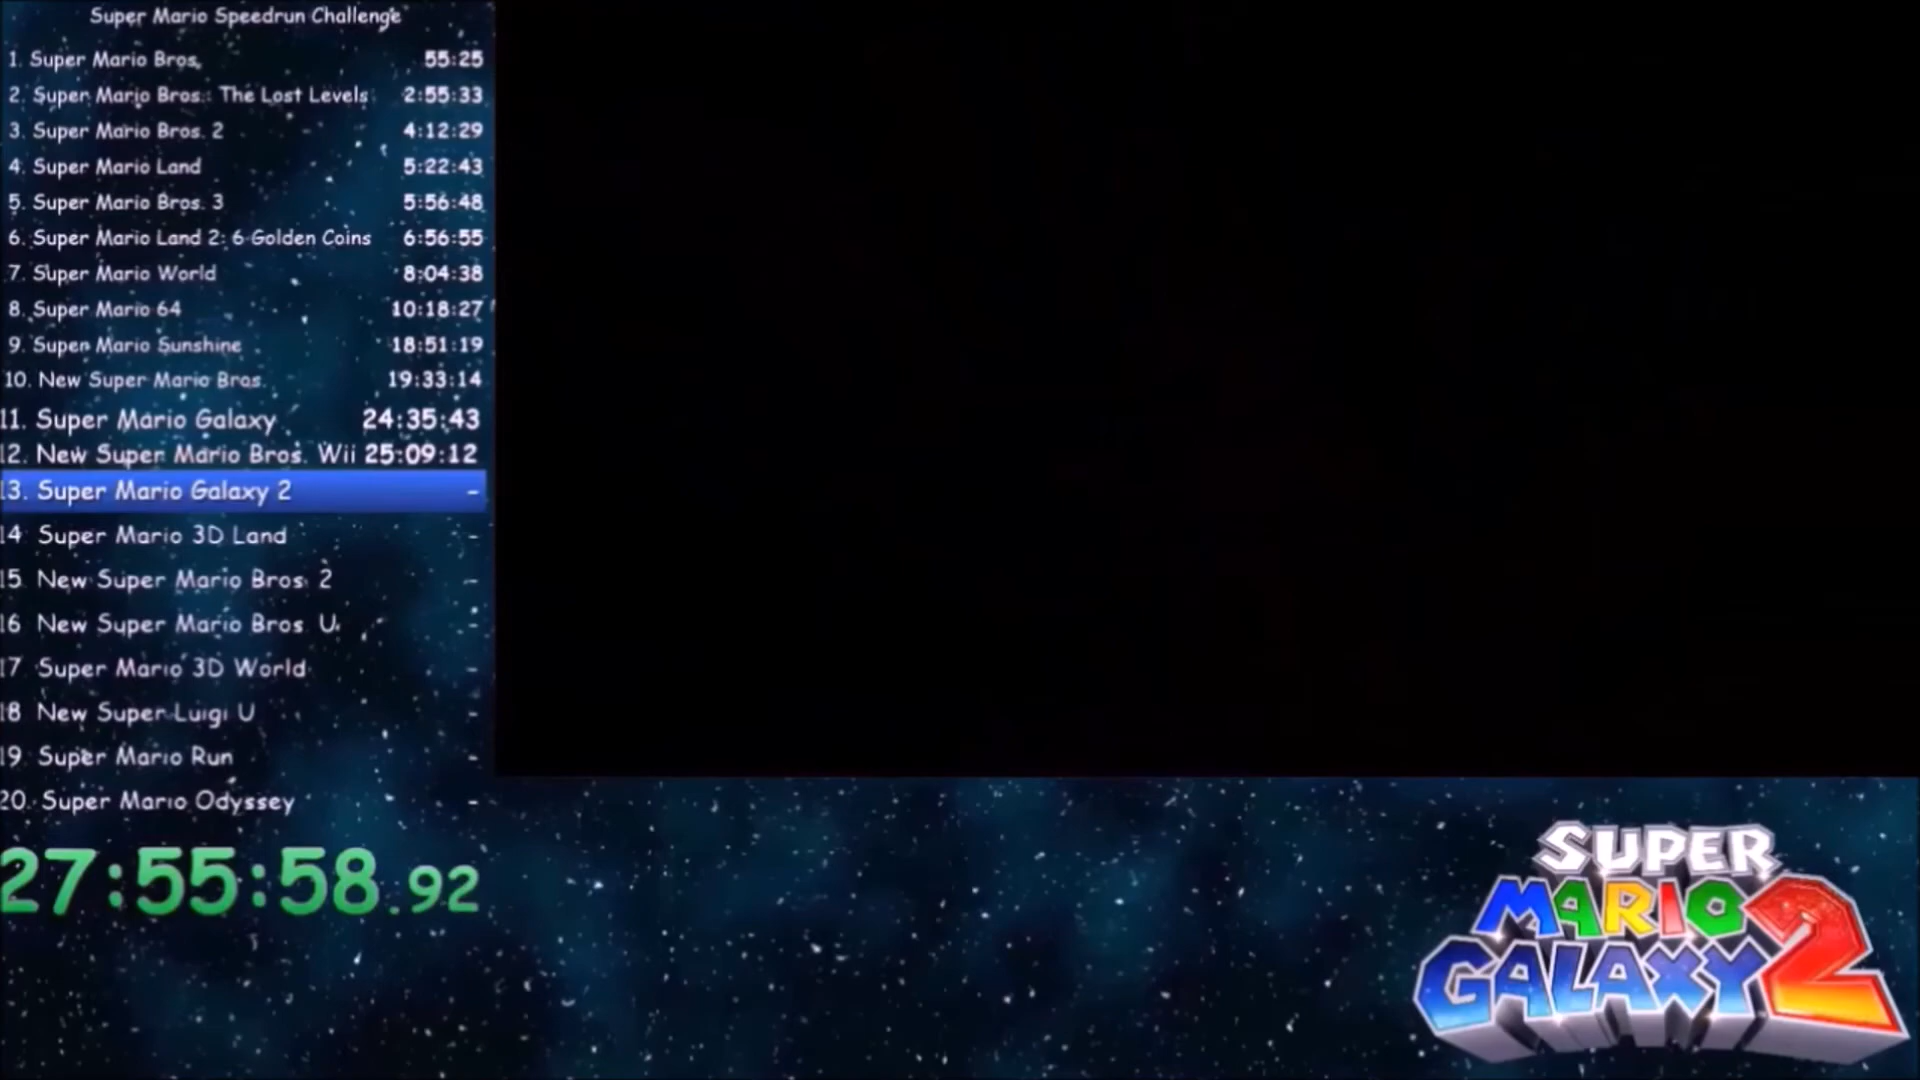 Super Mario Speedrun Challenge
1. Super Mario Bros. 55:25
2. Super Mario Bros.: The Lost Levels 2:55:33
3. Super Mario Bros. 2 4:12:29
4. Super Mario Land 5:22:43
5. Super Mario Bros. 3 5:56:48
6. Super Mario Land 2: 6 Golden Coins 6:56:55
7. Super Mario World 8:04:38
8. Super Mario 64 10:18:27
9. Super Mario Sunshine 18:51:19
10. New Super Mario Bros. 19:33:14
11. Super Mario Galaxy 24:35:43
12. New Super Mario Bros. Wii 25:09:12
13. Super Mario Galaxy 2 -
14 Super Mario 3D Land -
15 New Super Mario Bros. 2 -
16 New Super Mario Bros. U -
17 Super Mario 3D World -
18 New Super Luigi U -
19 Super Mario Run -
20. Super Mario Odyssey -
27:55:58.92
SUPER
MARIO
GALAXY 2